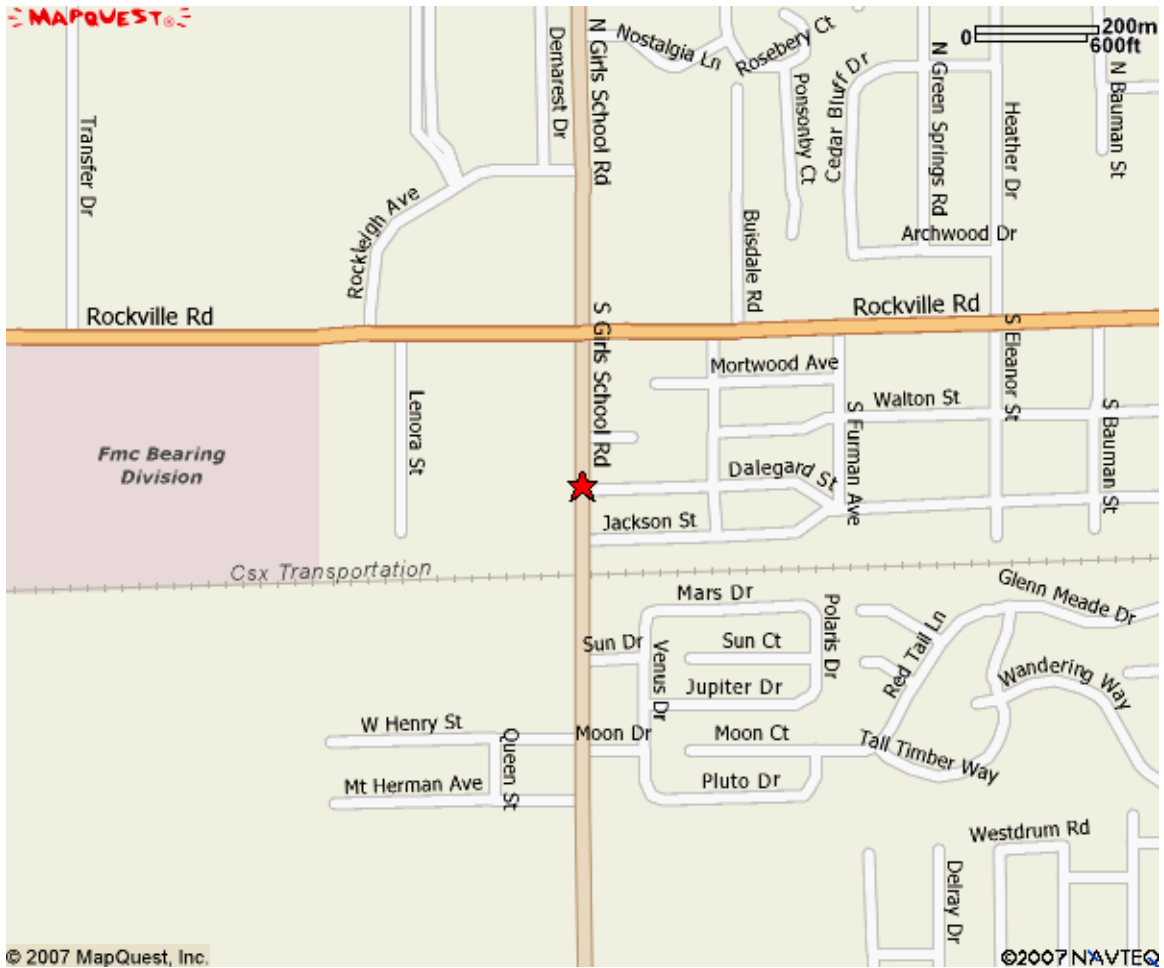 MAPQUEST®
200m
0
600ft
N Girls School Rd
Demarest Dr
Nostalgia Ln
Rosebery Ct
Ponsonby Ct
Cedar Bluff Dr
N Green Springs Rd
Heather Dr
N Bauman St
Transfer Dr
Rockleigh Ave
Buisdale Rd
Archwood Dr
Rockville Rd
Rockville Rd
S Girls School Rd
S Eleanor St
Mortwood Ave
Walton St
Lenora St
S Furman Ave
S Bauman St
Fmc Bearing
Division
Dalegard St
Jackson St
Csx Transportation
Mars Dr
Polaris Dr
Glenn Meade Dr
Sun Dr
Venus Dr
Sun Ct
Red Tail Ln
Jupiter Dr
Wandering Way
W Henry St
Queen St
Moon Dr
Moon Ct
Tall Timber Way
Mt Herman Ave
Pluto Dr
Westdrum Rd
Delray Dr
© 2007 MapQuest, Inc.
©2007 NAVTEQ